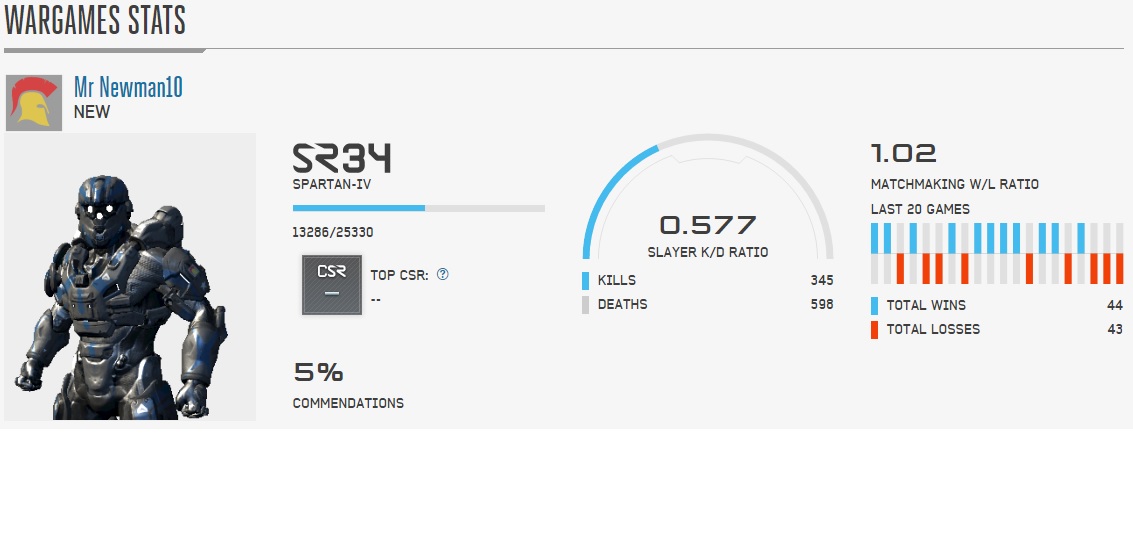 WARGAMES STATS
Mr Newman10
NEW
SR34
SPARTAN-IV
13286/25330
CSR
TOP CSR: ?
--
5%
COMMENDATIONS
0.577
SLAYER K/D RATIO
KILLS 345
DEATHS 598
1.02
MATCHMAKING W/L RATIO
LAST 20 GAMES
TOTAL WINS 44
TOTAL LOSSES 43